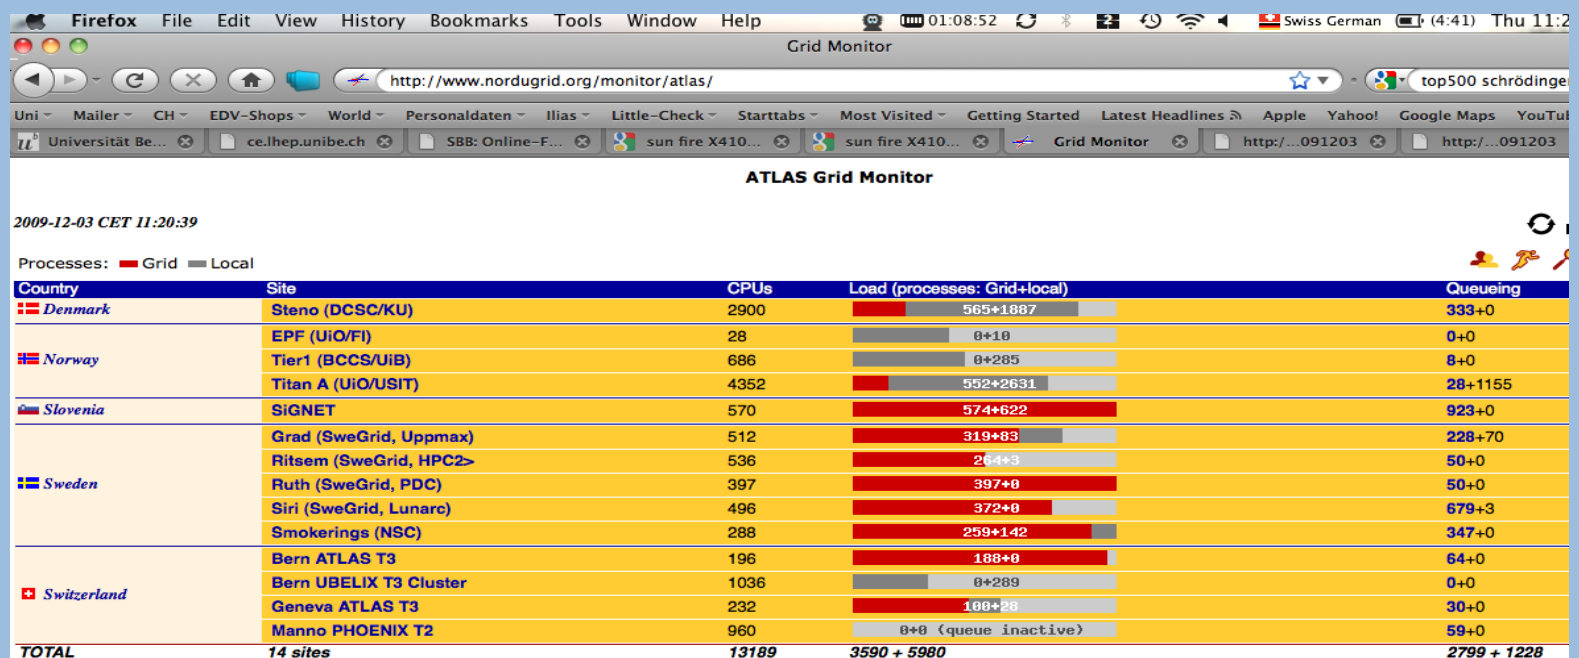 Firefox File Edit View History Bookmarks Tools Window Help 01:08:52 2 Swiss German (4:41) Thu 11:2
Grid Monitor
http://www.nordugrid.org/monitor/atlas/ top500 schrödinger
Uni Mailer CH EDV-Shops World Personaldaten Ilias Little-Check Starttabs Most Visited Getting Started Latest Headlines Apple Yahoo! Google Maps YouTu
Universität Be... ce.lhep.unibe.ch SBB: Online-F... sun fire X410... sun fire X410... Grid Monitor http:/...091203 http:/...091203
ATLAS Grid Monitor
2009-12-03 CET 11:20:39
Processes: Grid Local
Country Site CPUs Load (processes: Grid+local) Queueing
Denmark Steno (DCSC/KU) 2900 565+1887 333+0
EPF (UiO/FI) 28 0+10 0+0
Norway Tier1 (BCCS/UiB) 686 0+285 8+0
Titan A (UiO/USIT) 4352 552+2631 28+1155
Slovenia SiGNET 570 574+622 923+0
Grad (SweGrid, Uppmax) 512 319+83 228+70
Ritsem (SweGrid, HPC2> 536 264+3 50+0
Sweden Ruth (SweGrid, PDC) 397 397+0 50+0
Siri (SweGrid, Lunarc) 496 372+0 679+3
Smokerings (NSC) 288 259+142 347+0
Bern ATLAS T3 196 188+0 64+0
Bern UBELIX T3 Cluster 1036 0+289 0+0
Switzerland
Geneva ATLAS T3 232 100+28 30+0
Manno PHOENIX T2 960 0+0 (queue inactive) 59+0
TOTAL 14 sites 13189 3590 + 5980 2799 + 1228